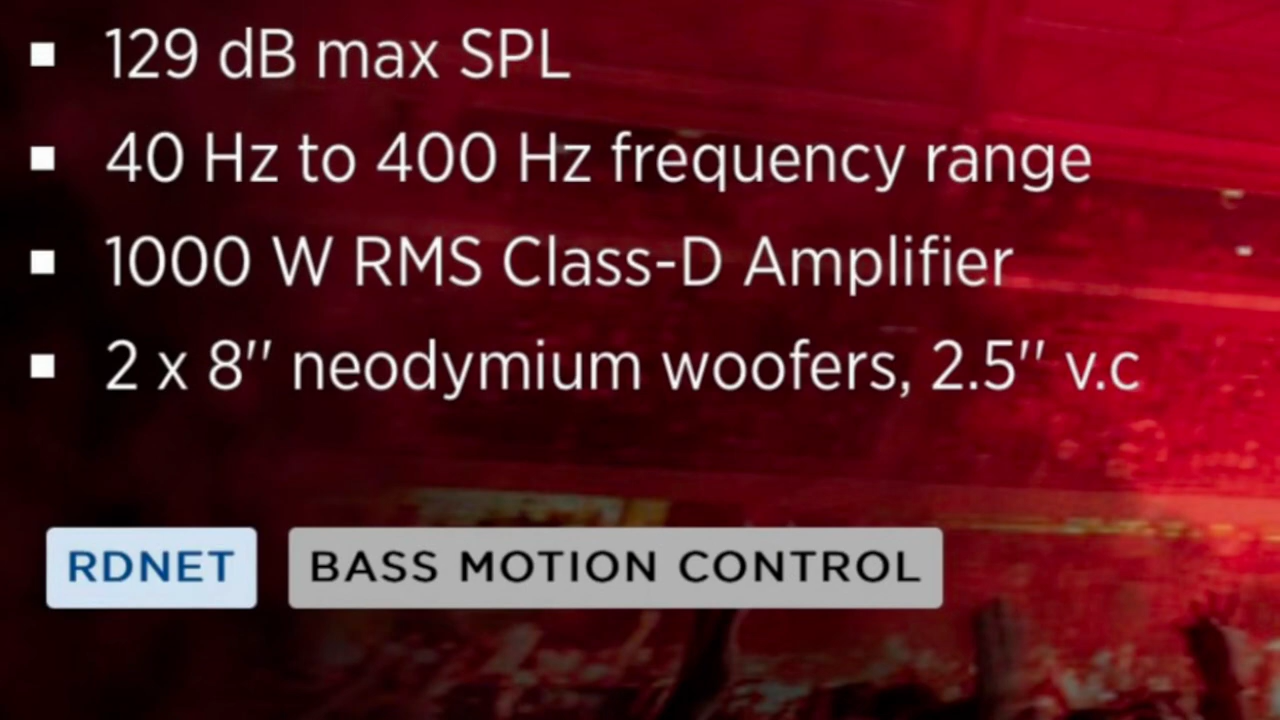 ▪ 129 dB max SPL
▪ 40 Hz to 400 Hz frequency range
▪ 1000 W RMS Class-D Amplifier
▪ 2 x 8" neodymium woofers, 2.5" v.c
RDNET BASS MOTION CONTROL